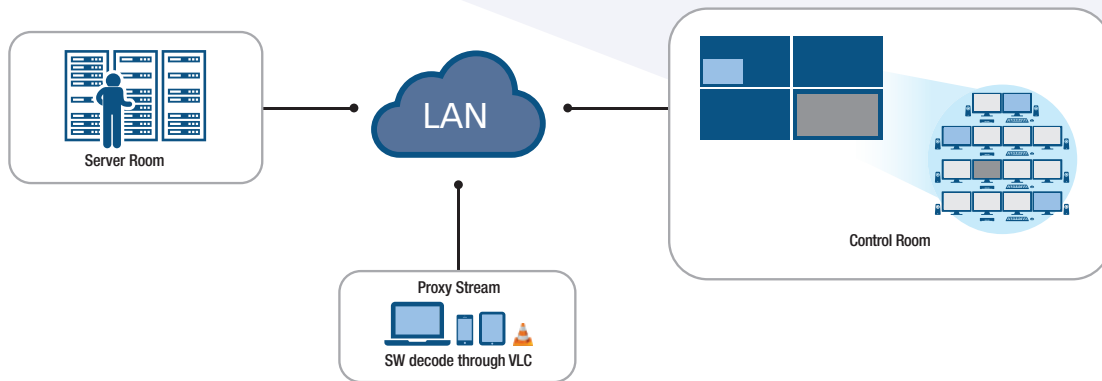 Server Room
LAN
Control Room
Proxy Stream
SW decode through VLC